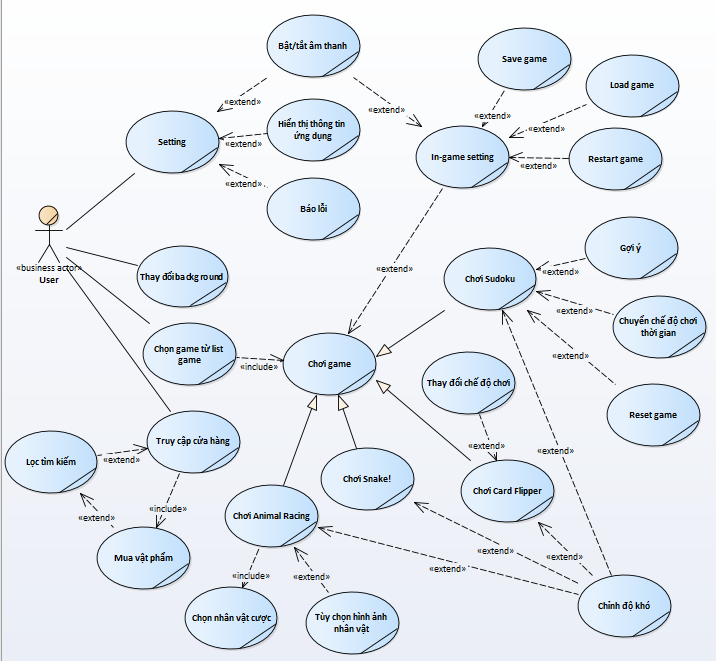 Bật/tắt âm thanh
Save game
Load game
«extend»
«extend»
«extend»
«extend»
Setting
«extend»
Hiển thị thông tin
ứng dụng
In-game setting
«extend»
Restart game
«extend»
Báo lỗi
«business actor»
User
Thay đổi background
«extend»
Chơi Sudoku
Gợi ý
«extend»
«extend»
Chuyển chế độ chơi
thời gian
Chọn game từ list
game
«include»
Chơi game
«extend»
Thay đổi chế độ chơi
Reset game
Lọc tìm kiếm
«extend»
Truy cập cửa hàng
«extend»
«extend»
Chơi Snake!
Chơi Card Flipper
«extend»
«include»
Chơi Animal Racing
Mua vật phẩm
«extend»
«extend»
«extend»
«include»
«extend»
Chọn nhân vật cược
Tùy chọn hình ảnh
nhân vật
Chỉnh độ khó